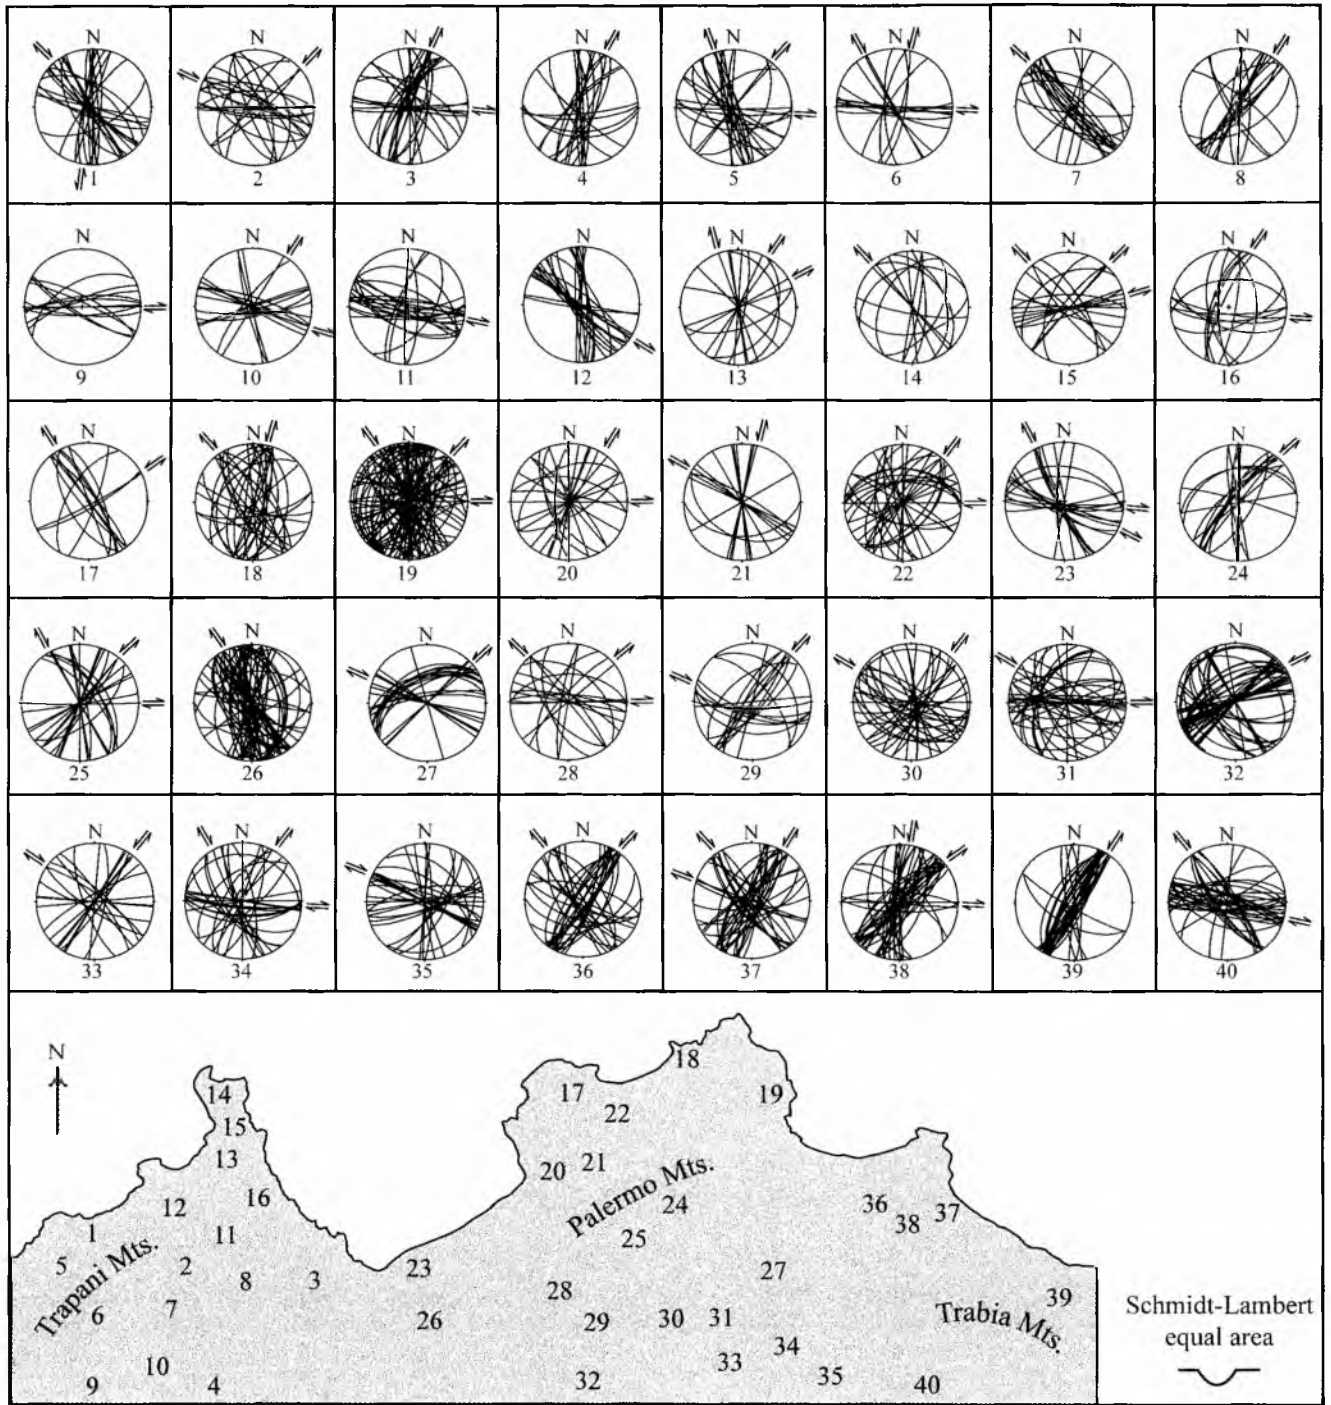 N N N N N N N N
1 2 3 4 5 6 7 8
N N N N N N N N
9 10 11 12 13 14 15 16
N N N N N N N N
17 18 19 20 21 22 23 24
N N N N N N N N
25 26 27 28 29 30 31 32
N N N N N N N N
33 34 35 36 37 38 39 40
N
18
14 17 19
22
15
13 21
20 Palermo Mts.
16 24 36
12 37
38
1 11 25
5 Trapani Mts. 2 23 27
8 3
28 39
6 7 26 29 30 31 Trabia Mts.
34
33
10 35
9 4 32 40
Schmidt-Lambert
equal area